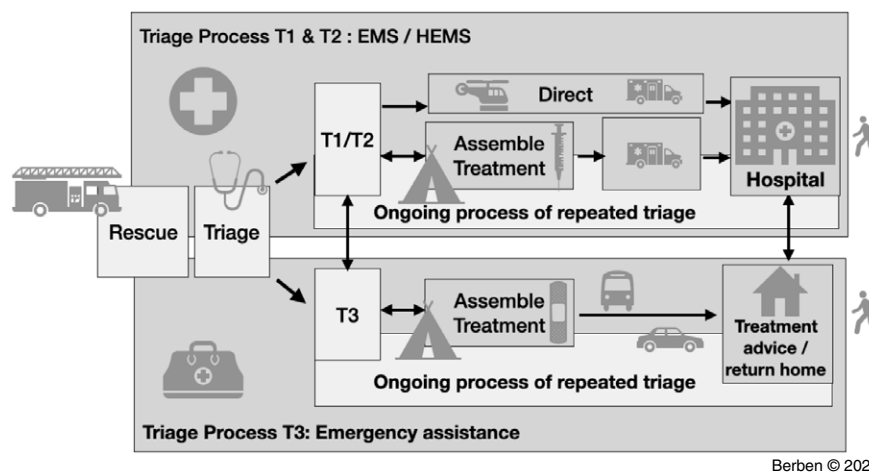 Triage Process T1 & T2 : EMS / HEMS
Direct
T1/T2
Assemble
Treatment
Hospital
Ongoing process of repeated triage
Rescue
Triage
T3
Assemble
Treatment
Treatment
advice /
return home
Ongoing process of repeated triage
Triage Process T3: Emergency assistance
Berben © 202